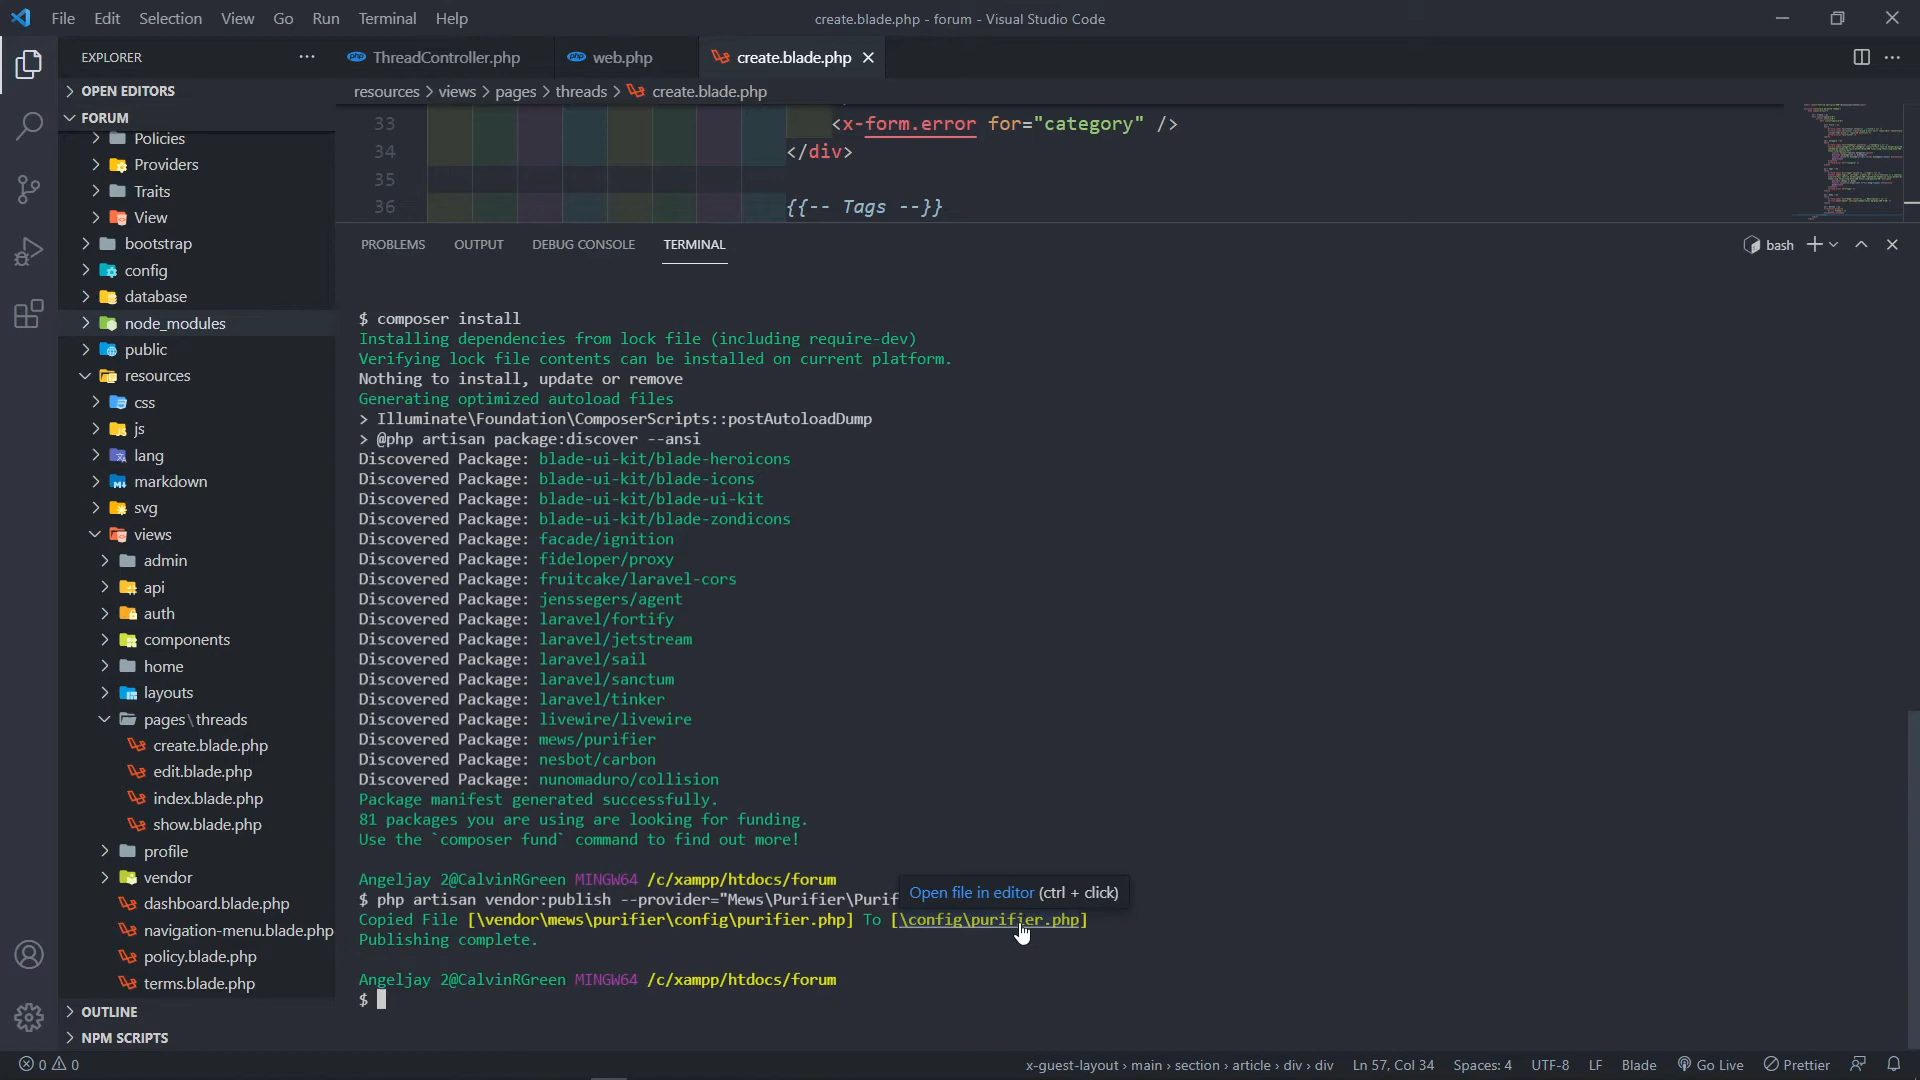 File Edit Selection View Go Run Terminal Help
create.blade.php - forum - Visual Studio Code
EXPLORER
ThreadController.php
web.php
create.blade.php
OPEN EDITORS
resources > views > pages > threads > create.blade.php
FORUM
Policies
Providers
Traits
View
bootstrap
config
database
node_modules
public
resources
css
js
lang
markdown
svg
views
admin
api
auth
components
home
layouts
pages\threads
create.blade.php
edit.blade.php
index.blade.php
show.blade.php
profile
vendor
dashboard.blade.php
navigation-menu.blade.php
policy.blade.php
terms.blade.php
OUTLINE
NPM SCRIPTS
33 <x-form.error for="category" />
34 </div>
35
36 {{-- Tags --}}
PROBLEMS OUTPUT DEBUG CONSOLE TERMINAL
bash
$ composer install
Installing dependencies from lock file (including require-dev)
Verifying lock file contents can be installed on current platform.
Nothing to install, update or remove
Generating optimized autoload files
> Illuminate\Foundation\ComposerScripts::postAutoloadDump
> @php artisan package:discover --ansi
Discovered Package: blade-ui-kit/blade-heroicons
Discovered Package: blade-ui-kit/blade-icons
Discovered Package: blade-ui-kit/blade-ui-kit
Discovered Package: blade-ui-kit/blade-zondicons
Discovered Package: facade/ignition
Discovered Package: fideloper/proxy
Discovered Package: fruitcake/laravel-cors
Discovered Package: jenssegers/agent
Discovered Package: laravel/fortify
Discovered Package: laravel/jetstream
Discovered Package: laravel/sail
Discovered Package: laravel/sanctum
Discovered Package: laravel/tinker
Discovered Package: livewire/livewire
Discovered Package: mews/purifier
Discovered Package: nesbot/carbon
Discovered Package: nunomaduro/collision
Package manifest generated successfully.
81 packages you are using are looking for funding.
Use the `composer fund` command to find out more!
Angeljay 2@CalvinRGreen MINGW64 /c/xampp/htdocs/forum
$ php artisan vendor:publish --provider="Mews\Purifier\Purif
Open file in editor (ctrl + click)
Copied File [\vendor\mews\purifier\config\purifier.php] To [\config\purifier.php]
Publishing complete.
Angeljay 2@CalvinRGreen MINGW64 /c/xampp/htdocs/forum
$
0 0
x-guest-layout > main > section > article > div > div
Ln 57, Col 34
Spaces: 4
UTF-8
LF
Blade
Go Live
Prettier